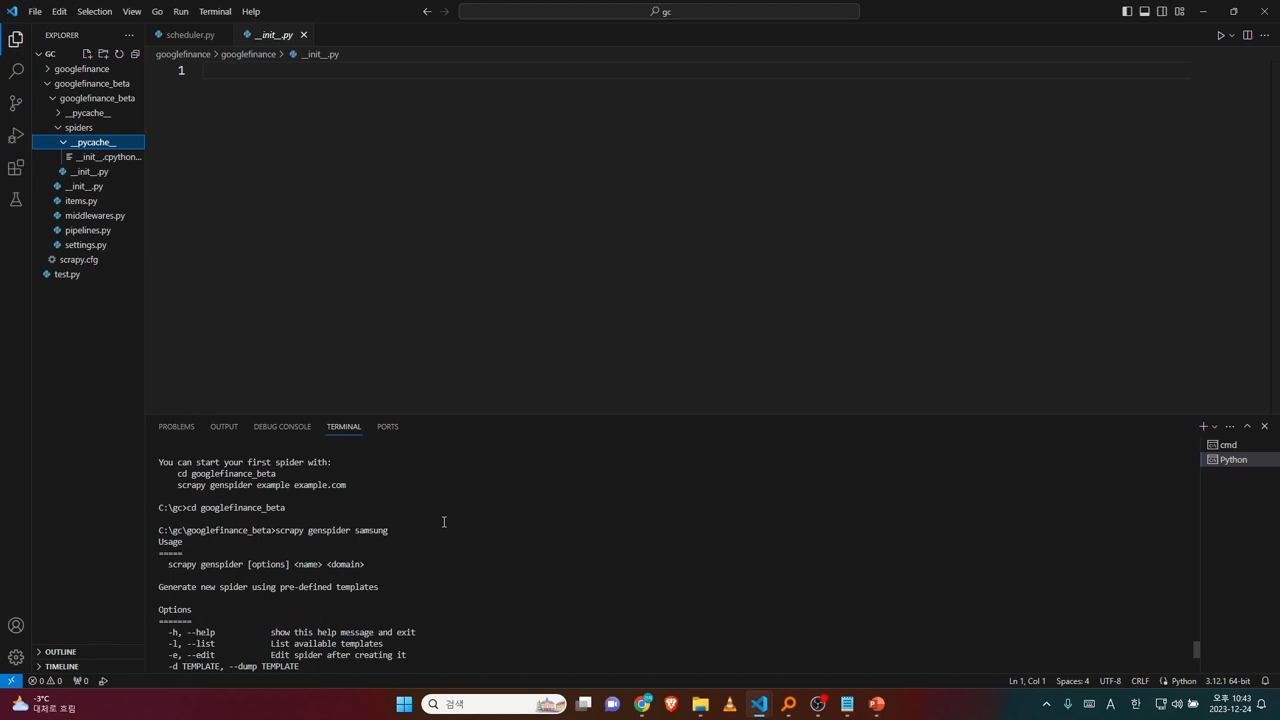 File Edit Selection View Go Run Terminal Help
gc
EXPLORER
scheduler.py
__init__.py
GC
googlefinance > googlefinance > __init__.py
googlefinance
1
googlefinance_beta
googlefinance_beta
__pycache__
spiders
__pycache__
__init__.cpython...
__init__.py
__init__.py
items.py
middlewares.py
pipelines.py
settings.py
scrapy.cfg
test.py
PROBLEMS OUTPUT DEBUG CONSOLE TERMINAL PORTS
cmd
Python
You can start your first spider with:
cd googlefinance_beta
scrapy genspider example example.com
C:\gc>cd googlefinance_beta
C:\gc\googlefinance_beta>scrapy genspider samsung
Usage
=====
scrapy genspider [options] <name> <domain>
Generate new spider using pre-defined templates
Options
=======
-h, --help show this help message and exit
-l, --list List available templates
-e, --edit Edit spider after creating it
-d TEMPLATE, --dump TEMPLATE
OUTLINE
TIMELINE
0 0 0
Ln 1, Col 1 Spaces: 4 UTF-8 CRLF Python 3.12.1 64-bit
-3°C
대체로 흐림
검색
A 한
오후 10:43
2023-12-24